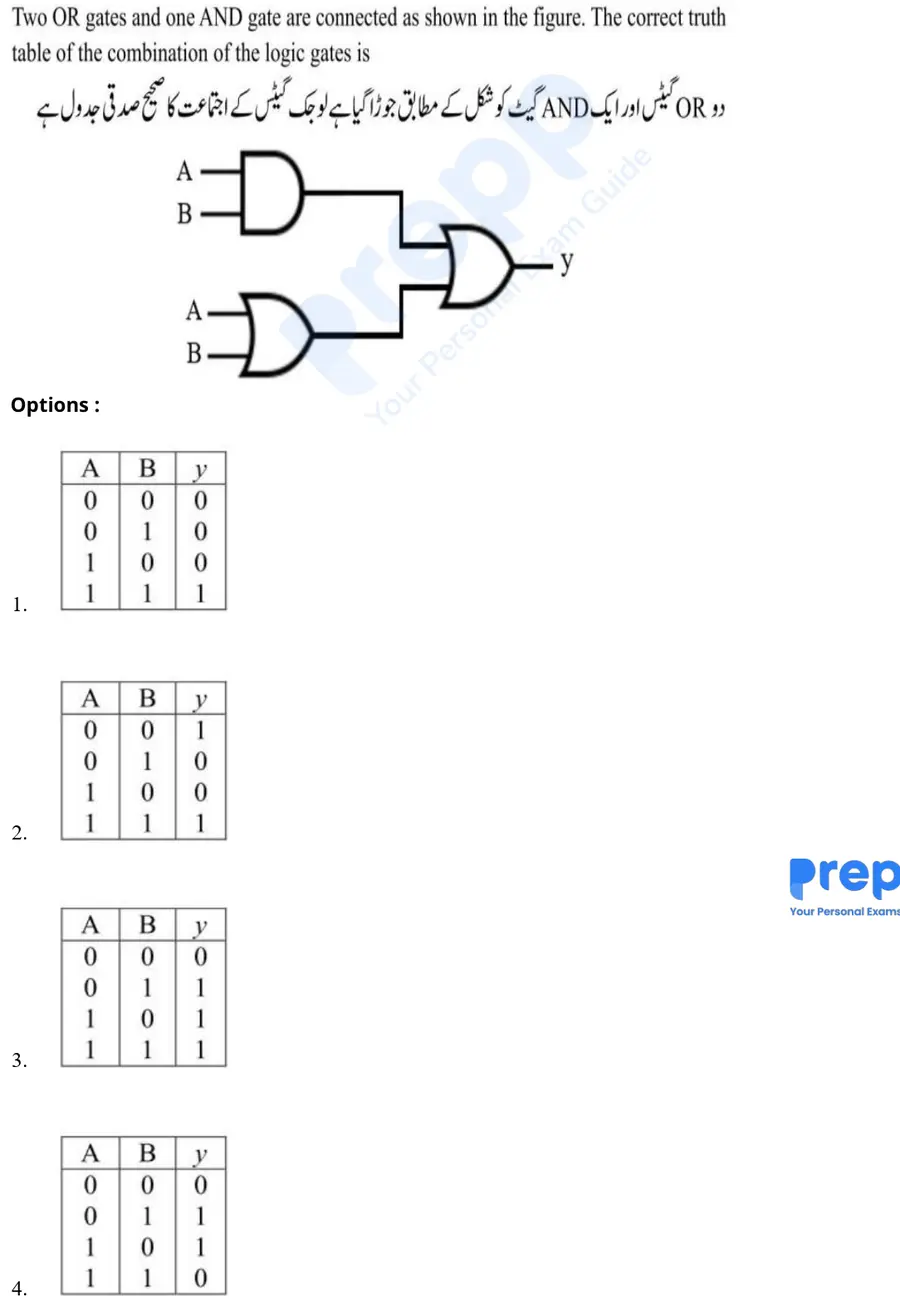 Two OR gates and one AND gate are connected as shown in the figure. The correct truth
table of the combination of the logic gates is
دو OR گیٹس اور ایک AND گیٹ کو شکل کے مطابق جوڑا گیا ہے لوجک گیٹس کے اجتماعت کا صحیح صدقی جدول ہے
A
B
y
A
B
prepp
Your Personal Exam Guide
Options :
A B y
0 0 0
0 1 0
1 0 0
1 1 1
1.
A B y
0 0 1
0 1 0
1 0 0
1 1 1
2.
prep
Your Personal Exams
A B y
0 0 0
0 1 1
1 0 1
1 1 1
3.
A B y
0 0 0
0 1 1
1 0 1
1 1 0
4.